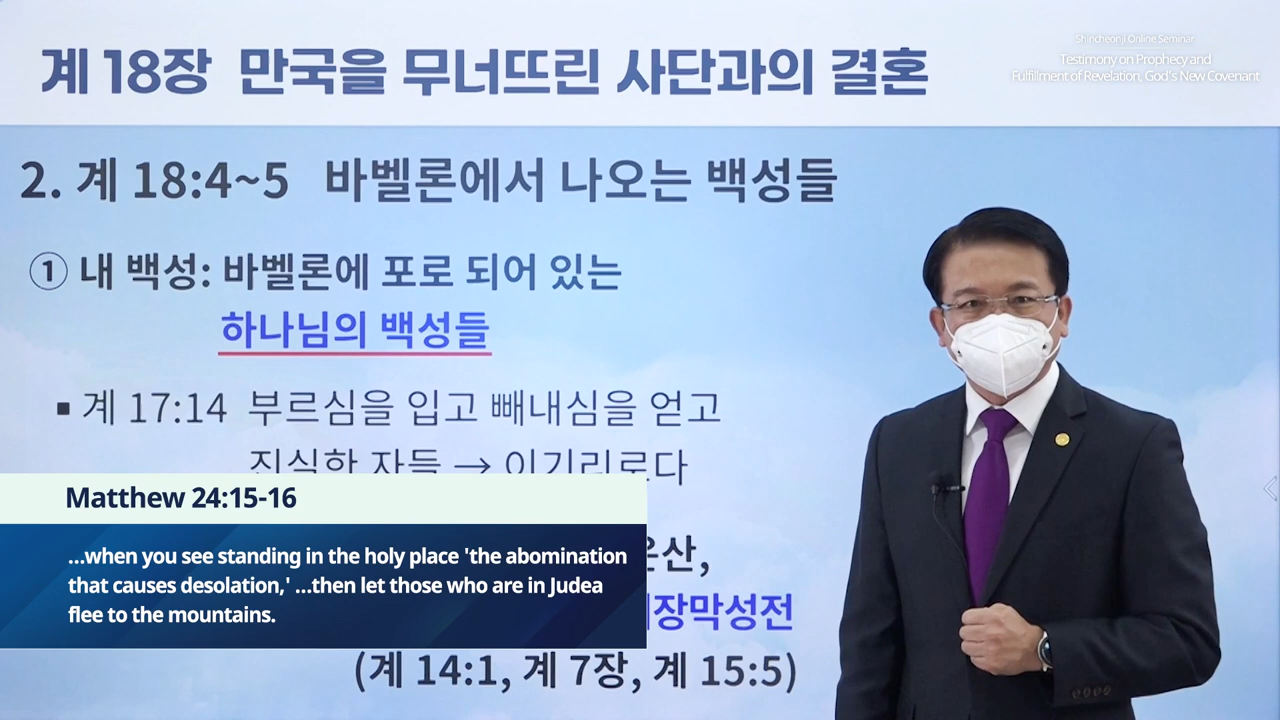 계 18장 만국을 무너뜨린 사단과의 결혼
Shincheonji Online Seminar
Testimony on Prophecy and
Fulfillment of Revelation, God's New Covenant
2. 계 18:4~5 바벨론에서 나오는 백성들
① 내 백성: 바벨론에 포로 되어 있는
하나님의 백성들
▪ 계 17:14 부르심을 입고 빼내심을 얻고
진실한 자들 → 이기리로다
Matthew 24:15-16
...when you see standing in the holy place 'the abomination
that causes desolation,' ...then let those who are in Judea
flee to the mountains.
온산,
장막성전
(계 14:1, 계 7장, 계 15:5)